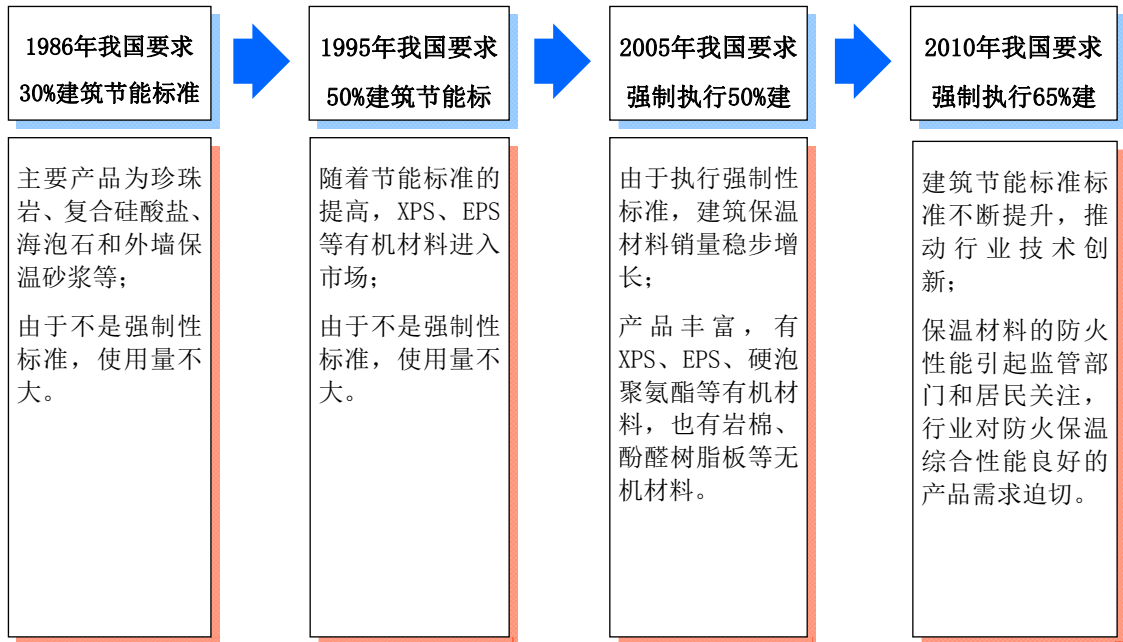 1986年我国要求
30%建筑节能标准
1995年我国要求
50%建筑节能标
2005年我国要求
强制执行50%建
2010年我国要求
强制执行65%建
主要产品为珍珠
岩、复合硅酸盐、
海泡石和外墙保
温砂浆等；
由于不是强制性
标准，使用量不
大。
随着节能标准的
提高，XPS、EPS
等有机材料进入
市场；
由于不是强制性
标准，使用量不
大。
由于执行强制性
标准，建筑保温
材料销量稳步增
长；
产品丰富，有
XPS、EPS、硬泡
聚氨酯等有机材
料，也有岩棉、
酚醛树脂板等无
机材料。
建筑节能标准标
准不断提升，推
动行业技术创
新；
保温材料的防火
性能引起监管部
门和居民关注，
行业对防火保温
综合性能良好的
产品需求迫切。